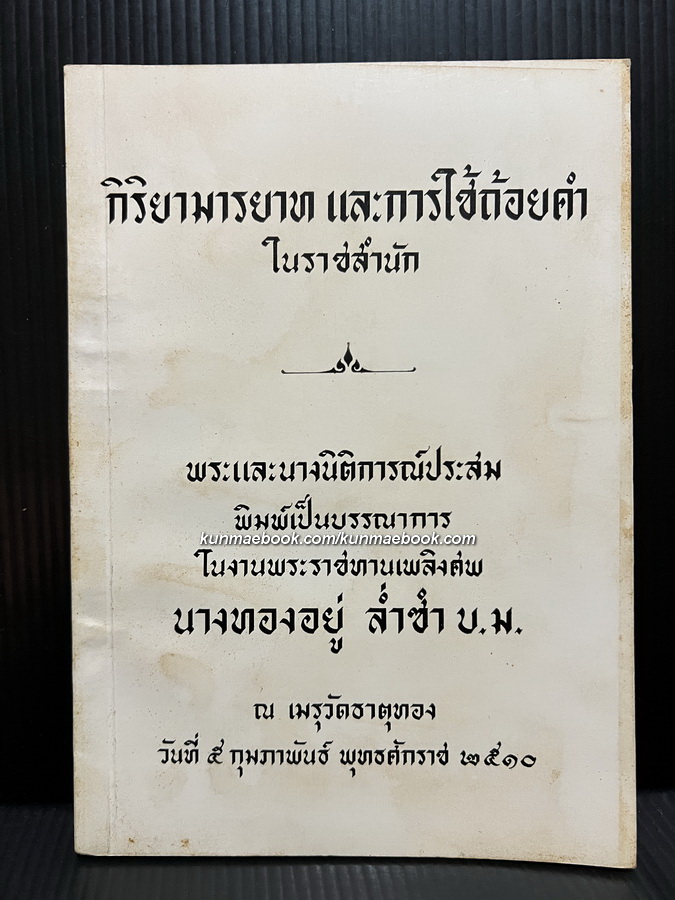 กิริยามารยาท และการใช้ถ้อยคำ
ในราชสำนัก
พระและนางนิติการณ์ประสม
พิมพ์เป็นบรรณาการ
kunmaebook.com/kunmaebook.com
ในงานพระราชทานเพลิงศพ
นางทองอยู่ ล่ำซำ บ.ม.
ณ เมรุวัดธาตุทอง
วันที่ ๕ กุมภาพันธ์ พุทธศักราช ๒๕๑๐